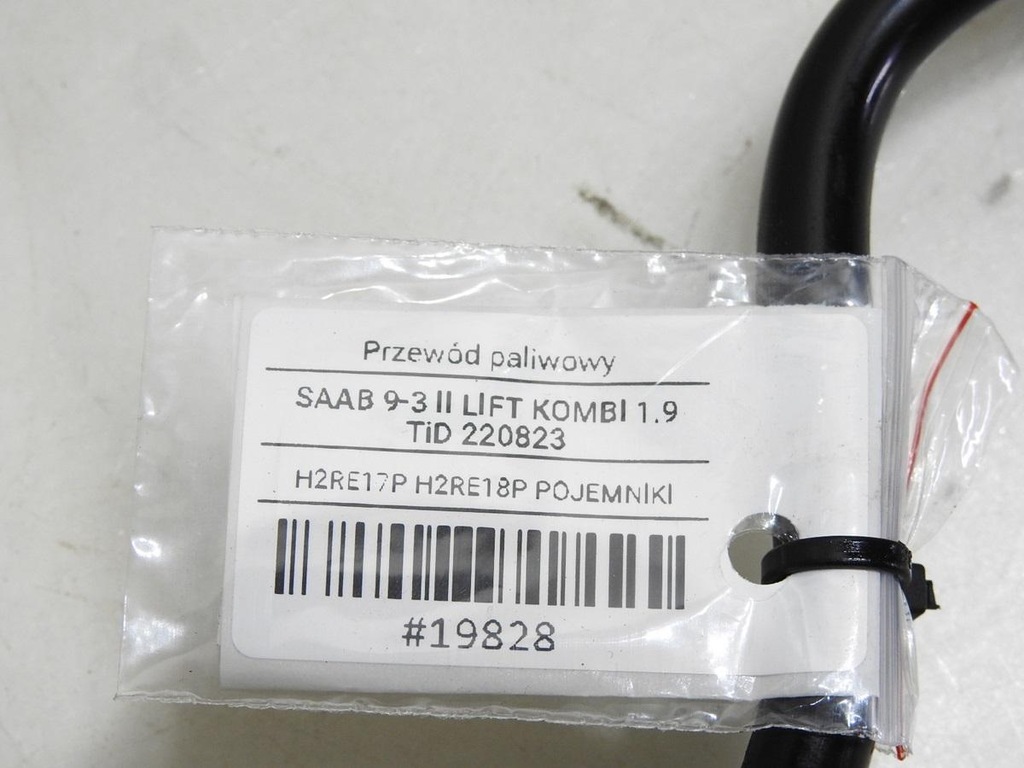 Przewód paliwowy
SAAB 9-3 II LIFT KOMBI 1.9
TiD 220823
H2RE17P H2RE18P POJEMNIKI
#19828